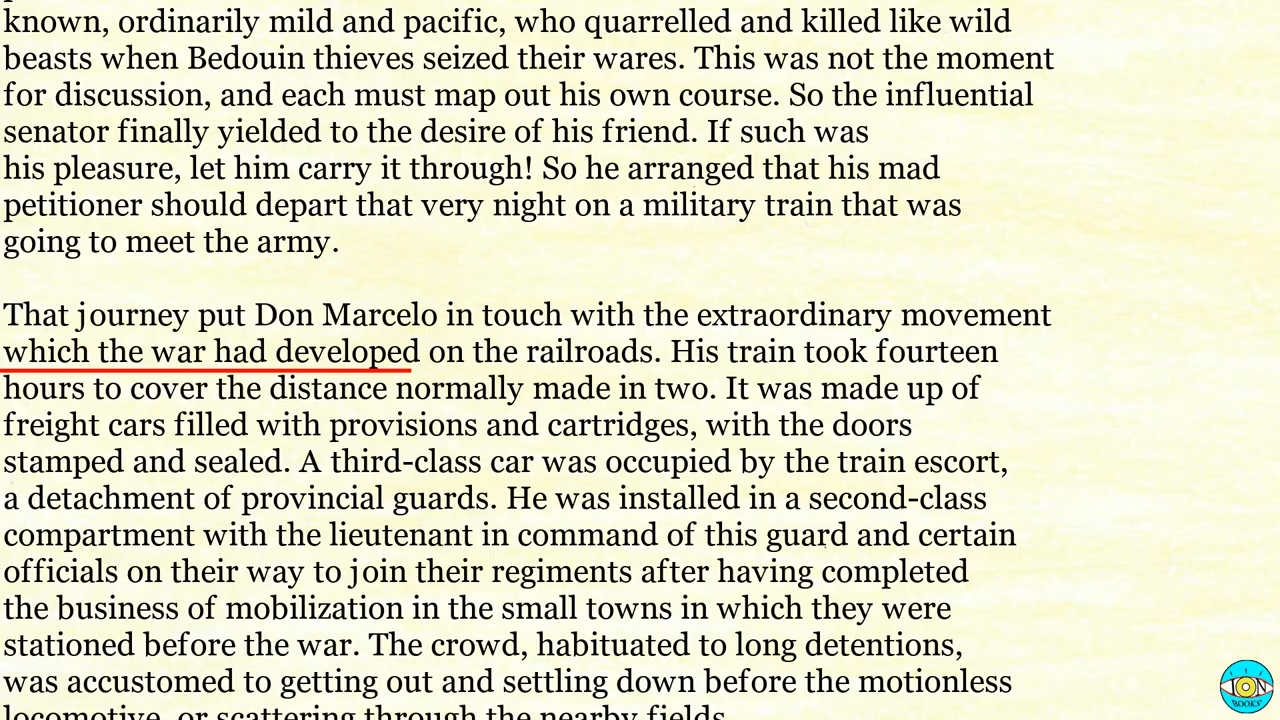 known, ordinarily mild and pacific, who quarrelled and killed like wild
beasts when Bedouin thieves seized their wares. This was not the moment
for discussion, and each must map out his own course. So the influential
senator finally yielded to the desire of his friend. If such was
his pleasure, let him carry it through! So he arranged that his mad
petitioner should depart that very night on a military train that was
going to meet the army.
That journey put Don Marcelo in touch with the extraordinary movement
which the war had developed on the railroads. His train took fourteen
hours to cover the distance normally made in two. It was made up of
freight cars filled with provisions and cartridges, with the doors
stamped and sealed. A third-class car was occupied by the train escort,
a detachment of provincial guards. He was installed in a second-class
compartment with the lieutenant in command of this guard and certain
officials on their way to join their regiments after having completed
the business of mobilization in the small towns in which they were
stationed before the war. The crowd, habituated to long detentions,
was accustomed to getting out and settling down before the motionless
locomotive, or scattering through the nearby fields.
ION
BOOKS